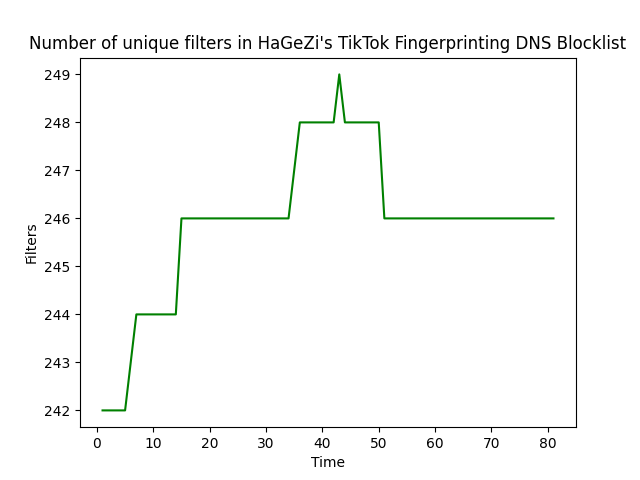 Number of unique filters in HaGeZi's TikTok Fingerprinting DNS Blocklist
249
248
247
246
245
244
243
242
Filters
0 10 20 30 40 50 60 70 80
Time